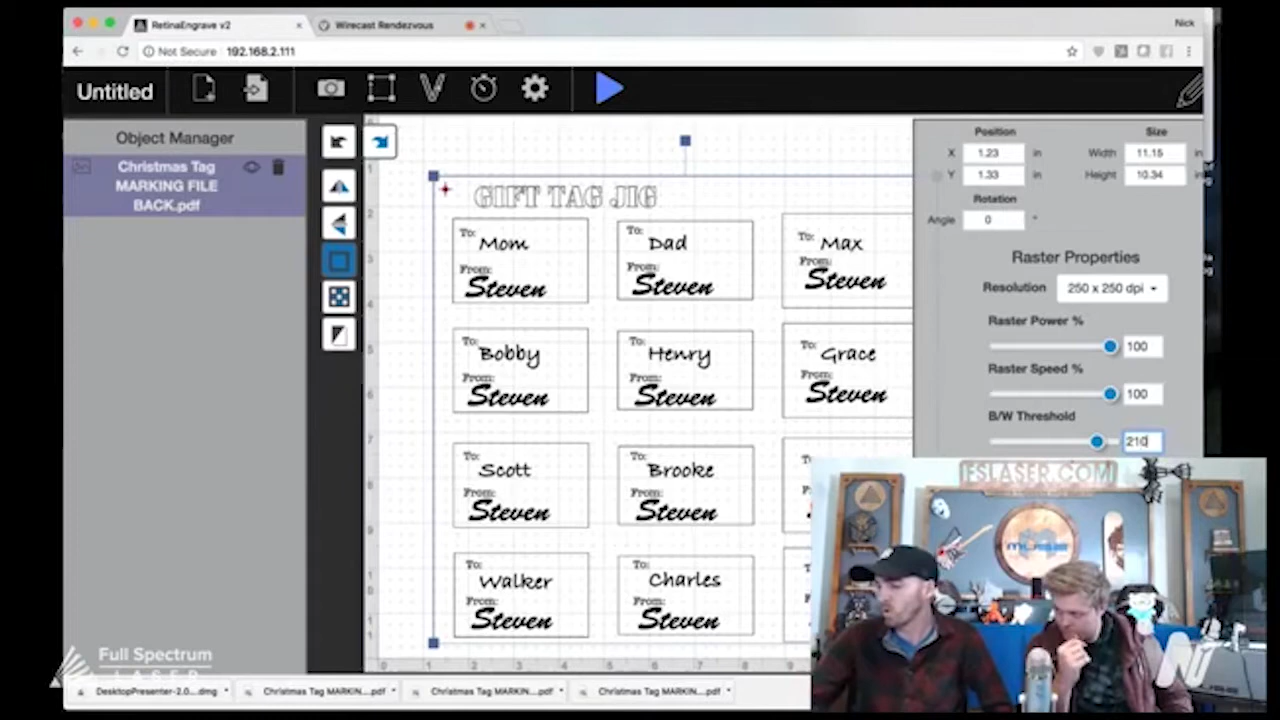 RetinaEngrave v2
Wirecast Rendezvous
Nick
Not Secure 192.168.2.111
Untitled
Object Manager
Christmas Tag
MARKING FILE
BACK.pdf
GIFT TAG JIG
To: Mom
From: Steven
To: Dad
From: Steven
To: Max
From: Steven
To: Bobby
From: Steven
To: Henry
From: Steven
To: Grace
From: Steven
To: Scott
From: Steven
To: Brooke
From: Steven
To: Walker
From: Steven
To: Charles
From: Steven
Position
Size
X 1.23 in
Width 11.15 in
Y 1.33 in
Height 10.34 in
Rotation
Angle 0 °
Raster Properties
Resolution 250 x 250 dpi
Raster Power %
100
Raster Speed %
100
B/W Threshold
210
FSLASER.COM
Full Spectrum
LASER
DesktopPresenter-2.0....dmg
Christmas Tag MARKIN....pdf
Christmas Tag MARKIN....pdf
Christmas Tag MARKIN....pdf